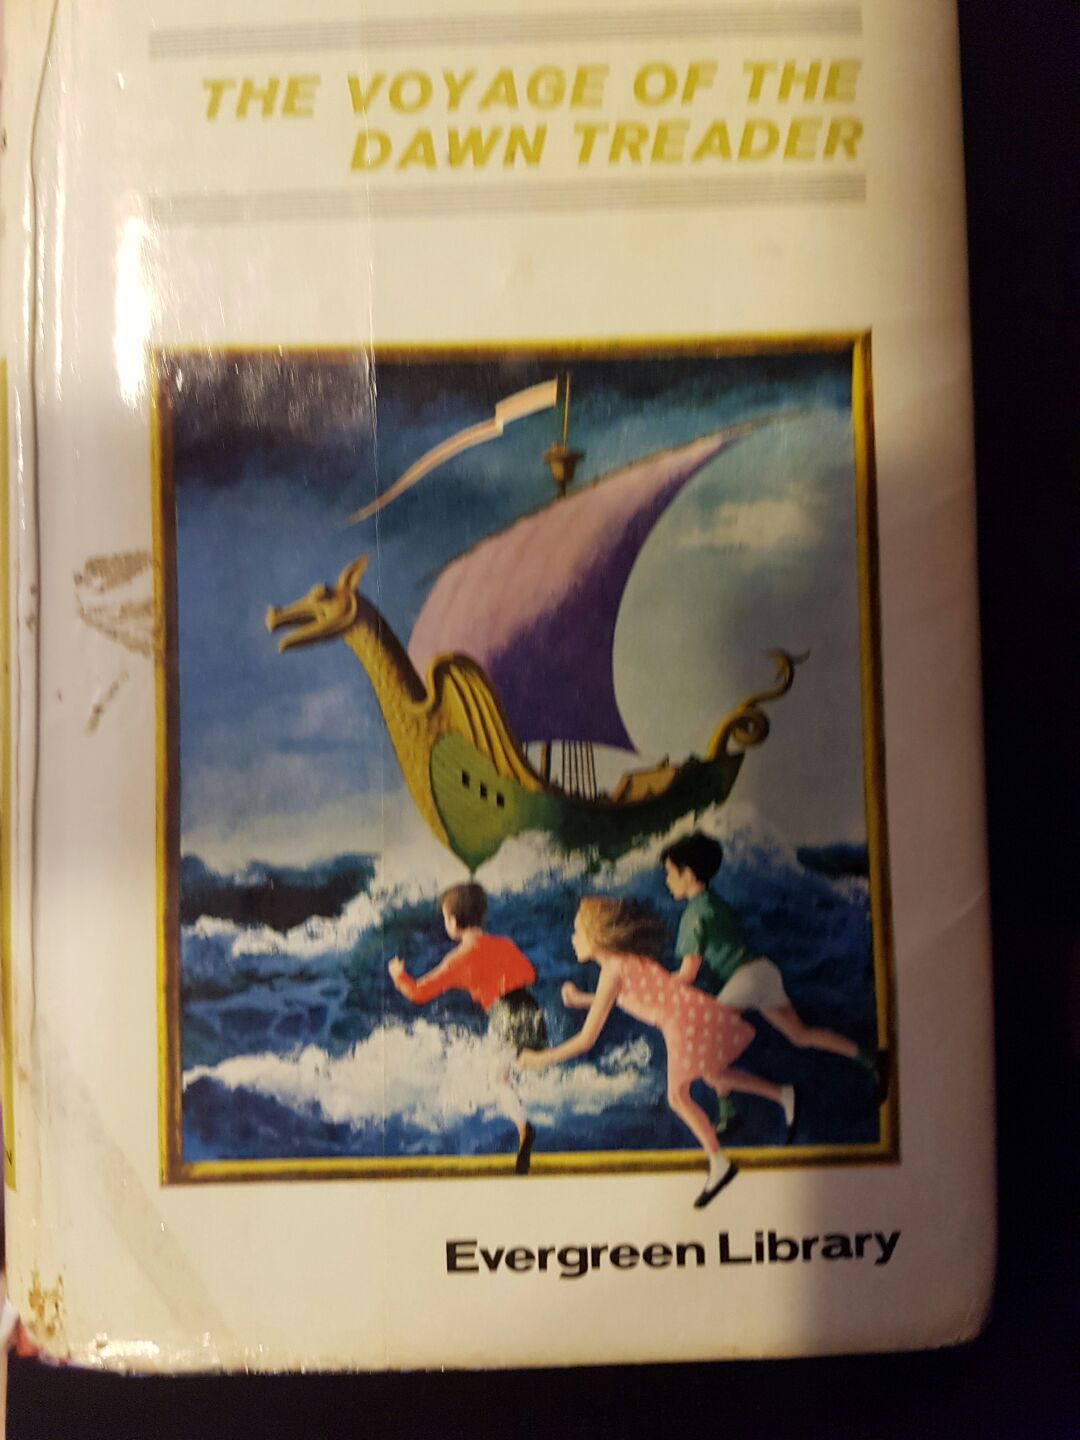 THE VOYAGE OF THE
DAWN TREADER
Evergreen Library